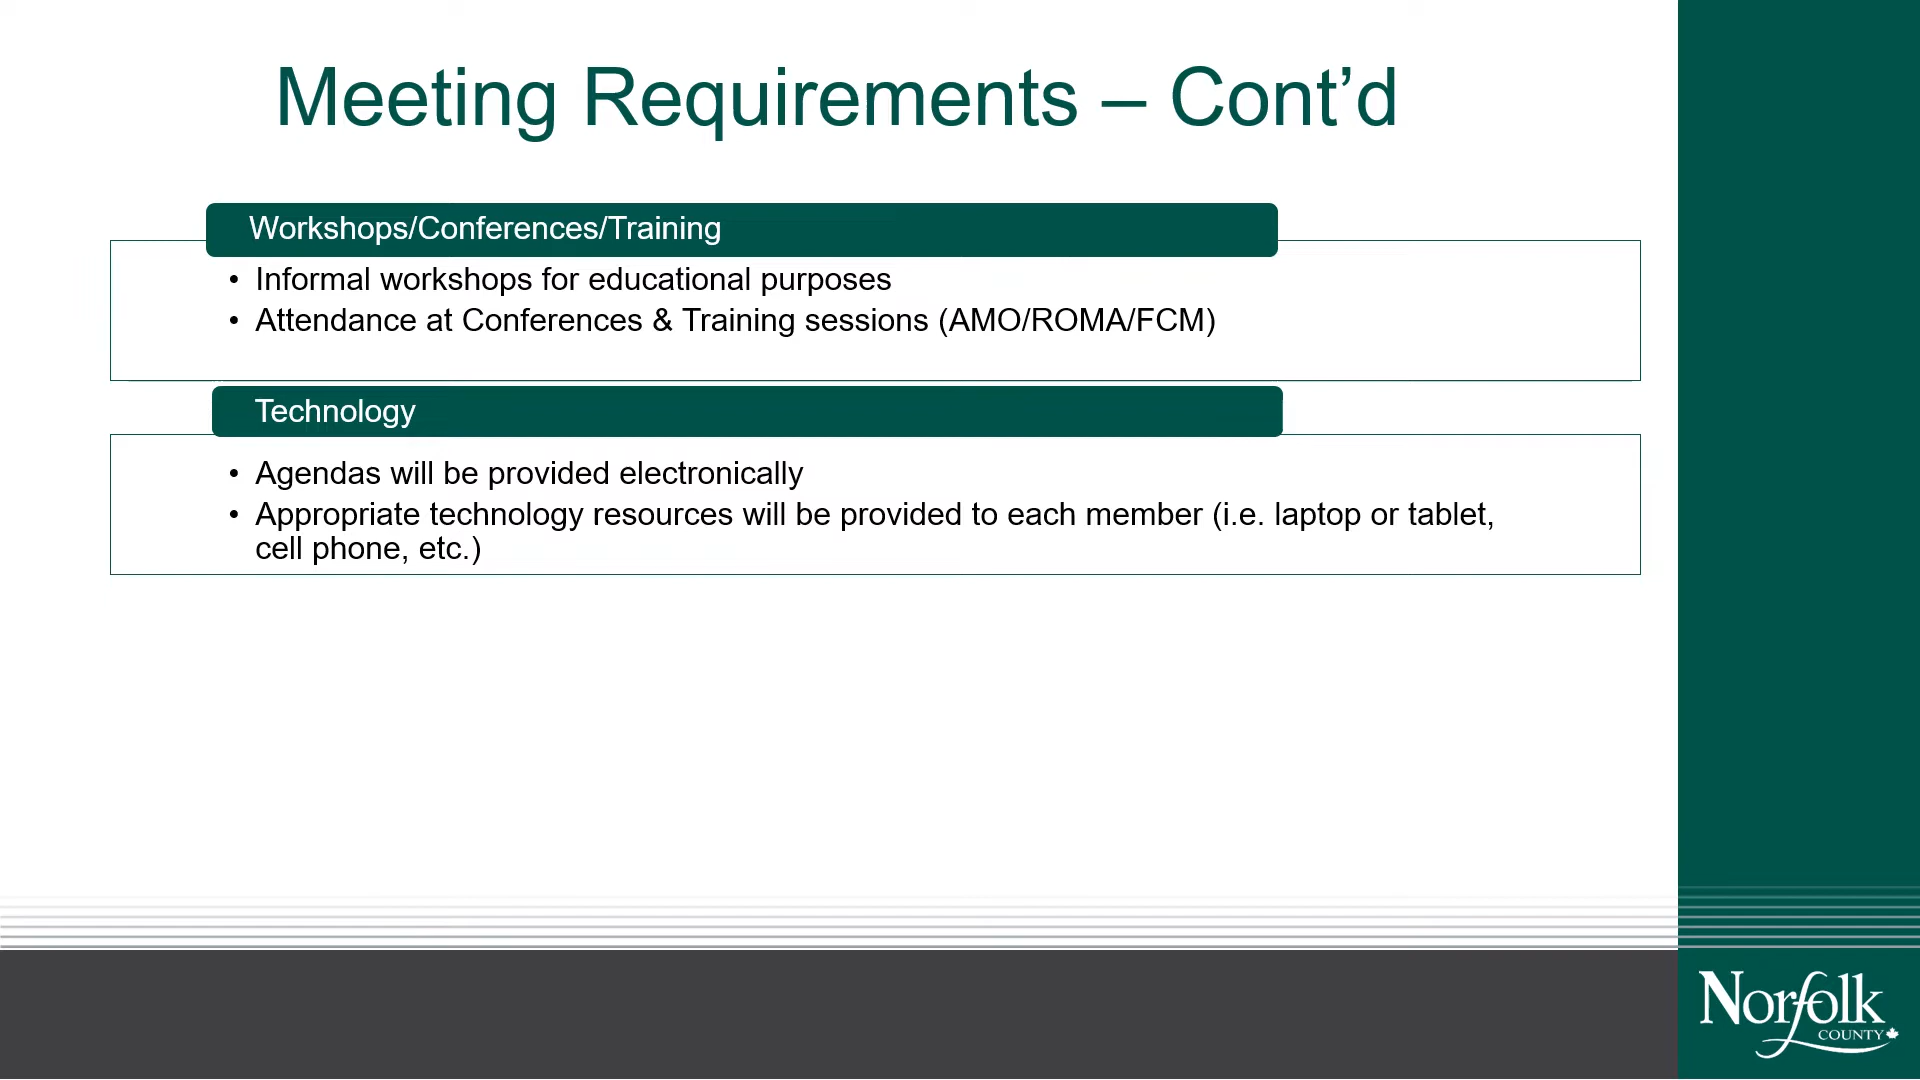 Meeting Requirements – Cont’d
Workshops/Conferences/Training
• Informal workshops for educational purposes
• Attendance at Conferences & Training sessions (AMO/ROMA/FCM)
Technology
• Agendas will be provided electronically
• Appropriate technology resources will be provided to each member (i.e. laptop or tablet,
cell phone, etc.)
Norfolk
COUNTY